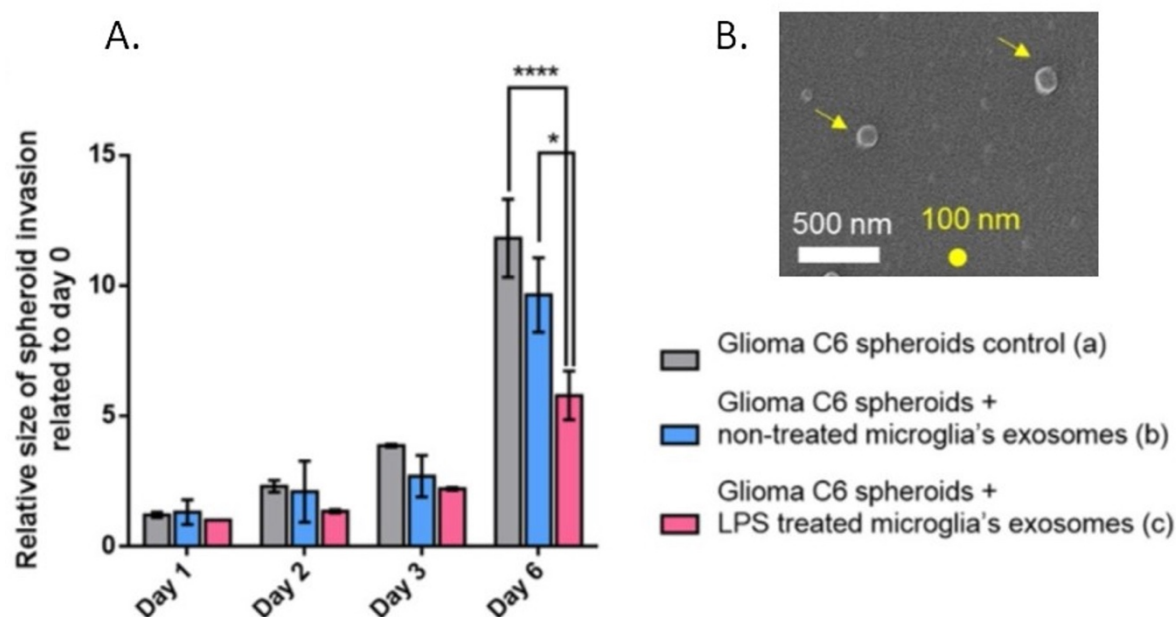 A.
Relative size of spheroid invasion
related to day 0
15
10
5
0
****
*
Day 1
Day 2
Day 3
Day 6
B.
500 nm
100 nm
Glioma C6 spheroids control (a)
Glioma C6 spheroids +
non-treated microglia's exosomes (b)
Glioma C6 spheroids +
LPS treated microglia's exosomes (c)